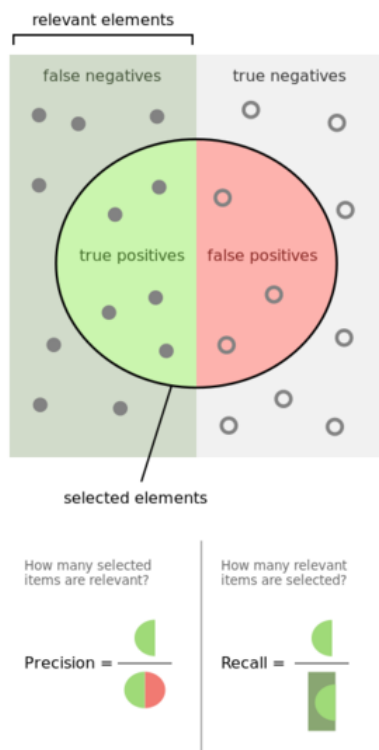 relevant elements
false negatives
true negatives
true positives
false positives
selected elements
How many selected
items are relevant?
How many relevant
items are selected?
Precision =
Recall =